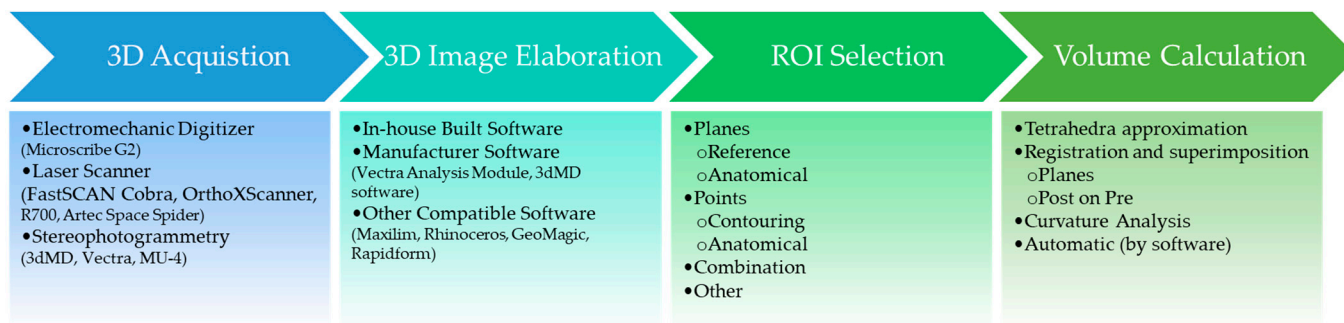 3D Acquistion
•Electromechanic Digitizer
(Microscribe G2)
•Laser Scanner
(FastSCAN Cobra, OrthoXScanner,
R700, Artec Space Spider)
•Stereophotogrammetry
(3dMD, Vectra, MU-4)
3D Image Elaboration
•In-house Built Software
•Manufacturer Software
(Vectra Analysis Module, 3dMD
software)
•Other Compatible Software
(Maxilim, Rhinoceros, GeoMagic,
Rapidform)
ROI Selection
•Planes
oReference
oAnatomical
•Points
oContouring
oAnatomical
•Combination
•Other
Volume Calculation
•Tetrahedra approximation
•Registration and superimposition
oPlanes
oPost on Pre
•Curvature Analysis
•Automatic (by software)